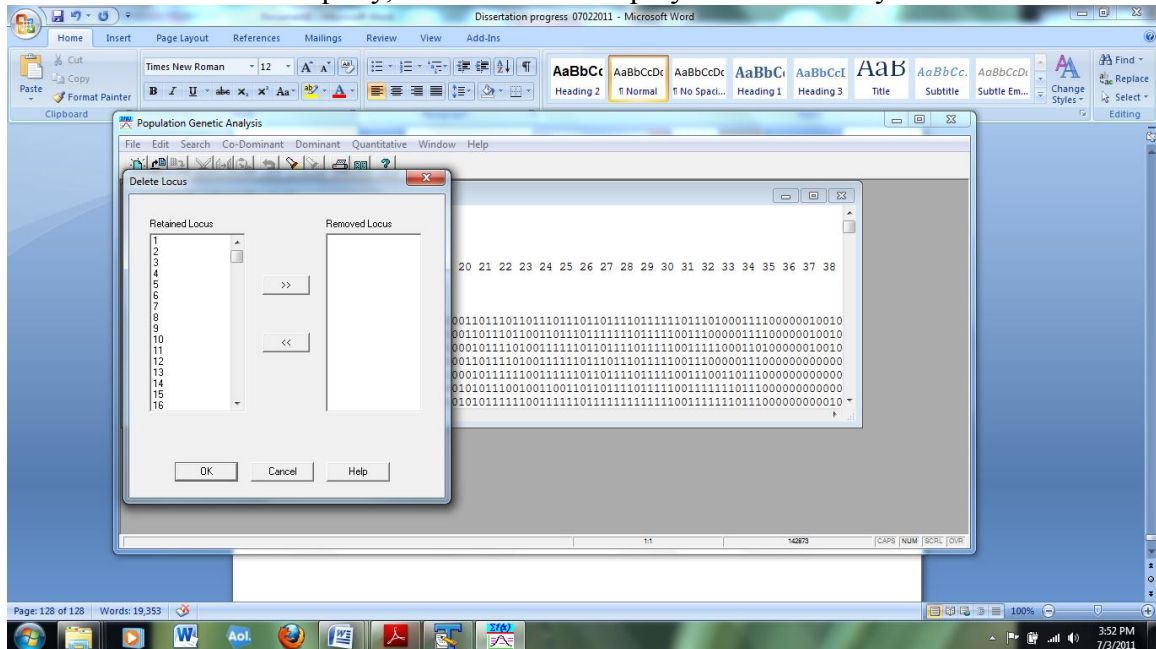 Dissertation progress 07022011 - Microsoft Word
Home Insert Page Layout References Mailings Review View Add-Ins
Cut
Copy
Paste
Format Painter
Clipboard
Times New Roman 12
AaBbCc AaBbCcDc AaBbCcDc AaBbC AaBbCcI AaB AaBbCc. AaBbCcDi
Heading 2 ¶ Normal ¶ No Spaci... Heading 1 Heading 3 Title Subtitle Subtle Em...
Change Styles
Find
Replace
Select
Editing
Population Genetic Analysis
File Edit Search Co-Dominant Dominant Quantitative Window Help
Delete Locus
Retained Locus Removed Locus
1
2
3
4
5
6
7
8
9
10
11
12
13
14
15
16
>>
<<
OK Cancel Help
20 21 22 23 24 25 26 27 28 29 30 31 32 33 34 35 36 37 38
1:1 142873 CAPS NUM SCRL OVR
Page: 128 of 128 Words: 19,353 100%
Aol.
3:52 PM
7/3/2011